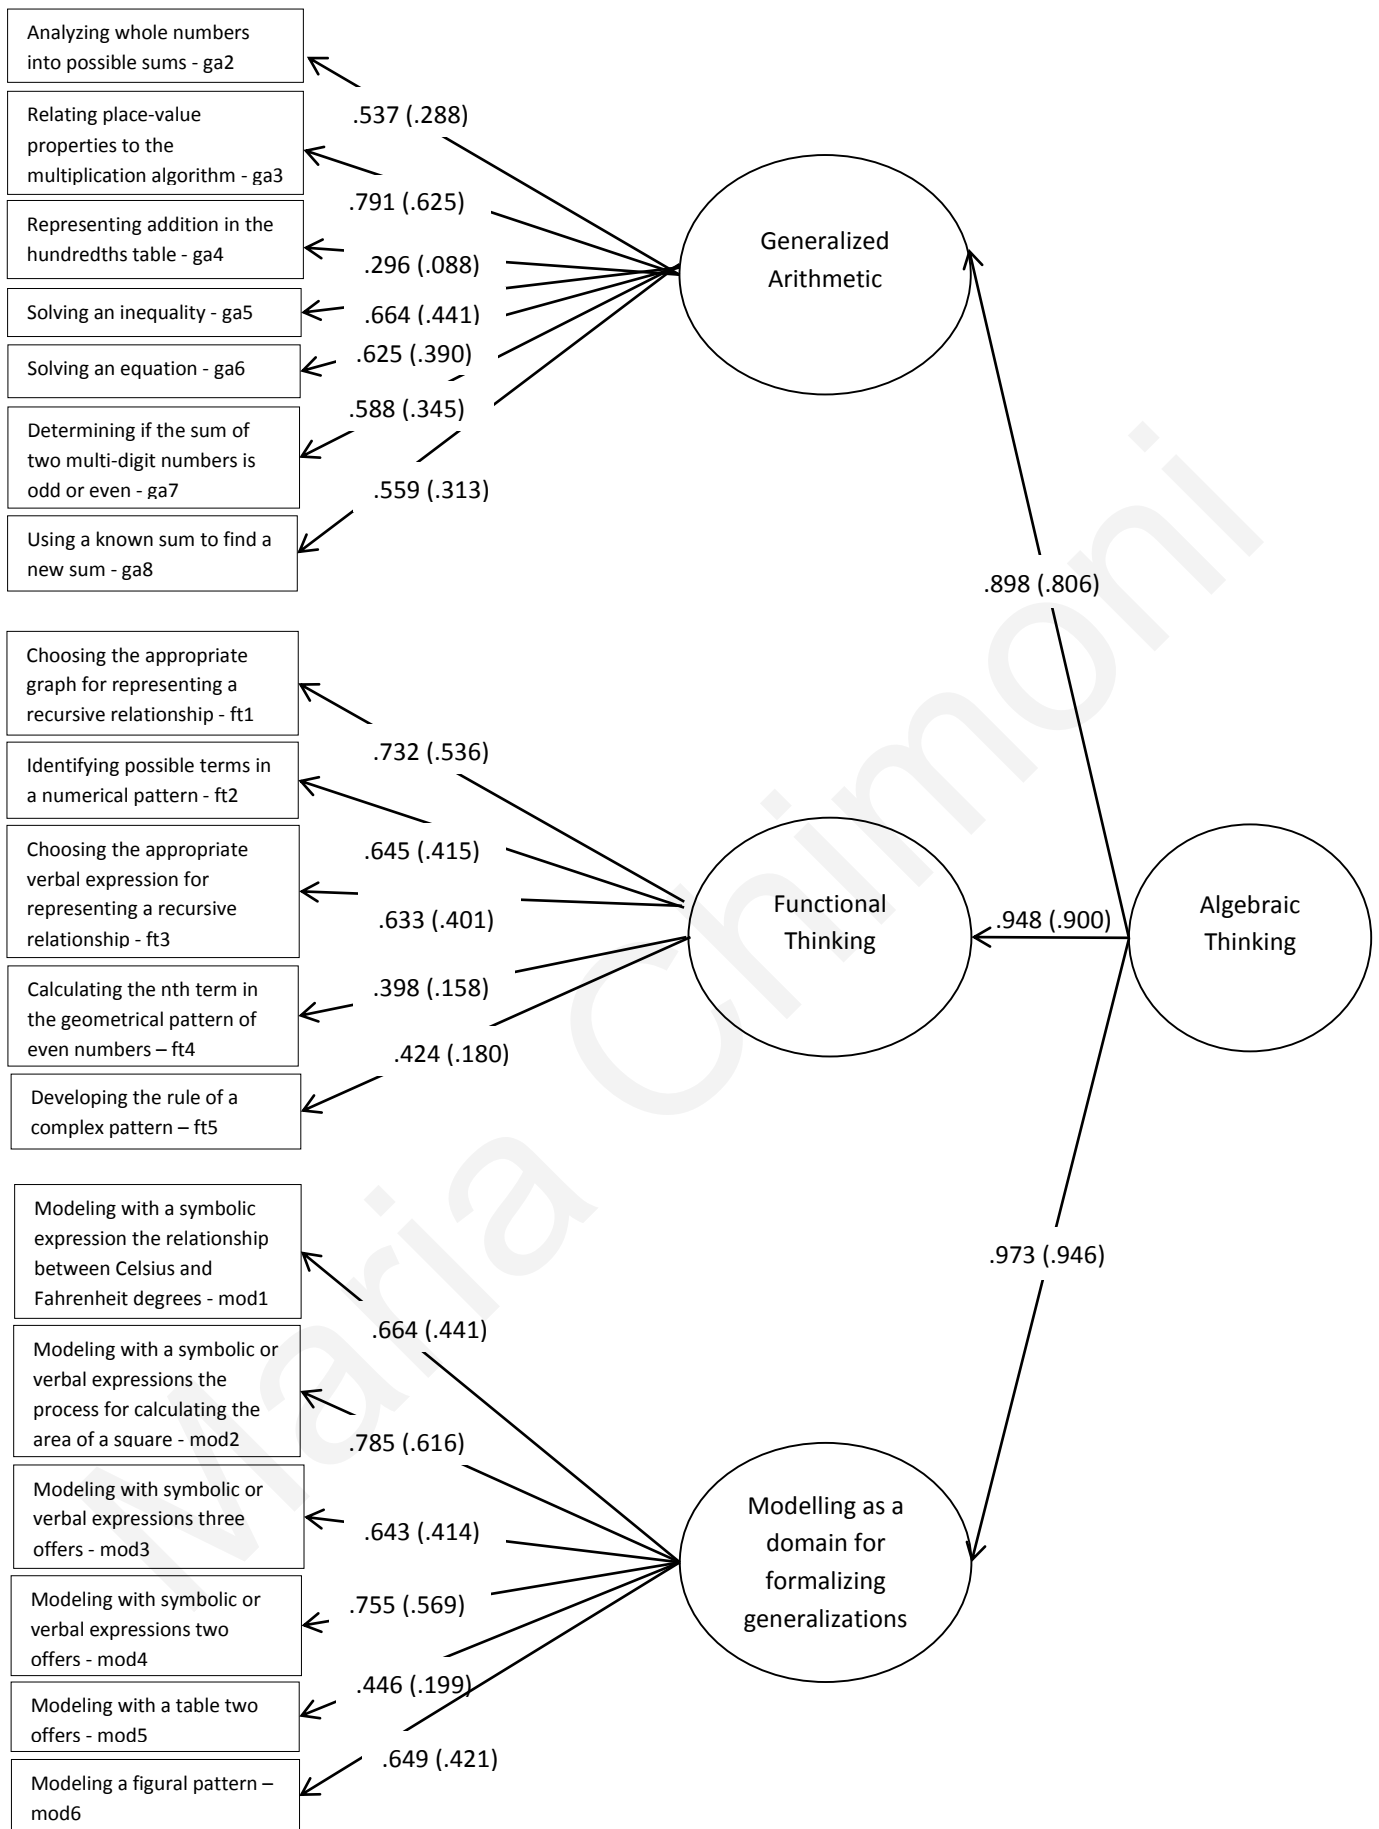 Analyzing whole numbers
into possible sums - ga2
.537 (.288)
Relating place-value
properties to the
multiplication algorithm - ga3
.791 (.625)
Representing addition in the
hundredths table - ga4
.296 (.088)
Solving an inequality - ga5
.664 (.441)
Solving an equation - ga6
.625 (.390)
Determining if the sum of
two multi-digit numbers is
odd or even - ga7
.588 (.345)
Using a known sum to find a
new sum - ga8
.559 (.313)
Generalized
Arithmetic
.898 (.806)
Choosing the appropriate
graph for representing a
recursive relationship - ft1
.732 (.536)
Identifying possible terms in
a numerical pattern - ft2
.645 (.415)
Choosing the appropriate
verbal expression for
representing a recursive
relationship - ft3
.633 (.401)
Calculating the nth term in
the geometrical pattern of
even numbers – ft4
.398 (.158)
Developing the rule of a
complex pattern – ft5
.424 (.180)
Functional
Thinking
.948 (.900)
Algebraic
Thinking
Modeling with a symbolic
expression the relationship
between Celsius and
Fahrenheit degrees - mod1
.664 (.441)
Modeling with a symbolic or
verbal expressions the
process for calculating the
area of a square - mod2
.785 (.616)
Modeling with symbolic or
verbal expressions three
offers - mod3
.643 (.414)
Modeling with symbolic or
verbal expressions two
offers - mod4
.755 (.569)
Modeling with a table two
offers - mod5
.446 (.199)
Modeling a figural pattern –
mod6
.649 (.421)
Modelling as a
domain for
formalizing
generalizations
.973 (.946)
Maria Chimoni